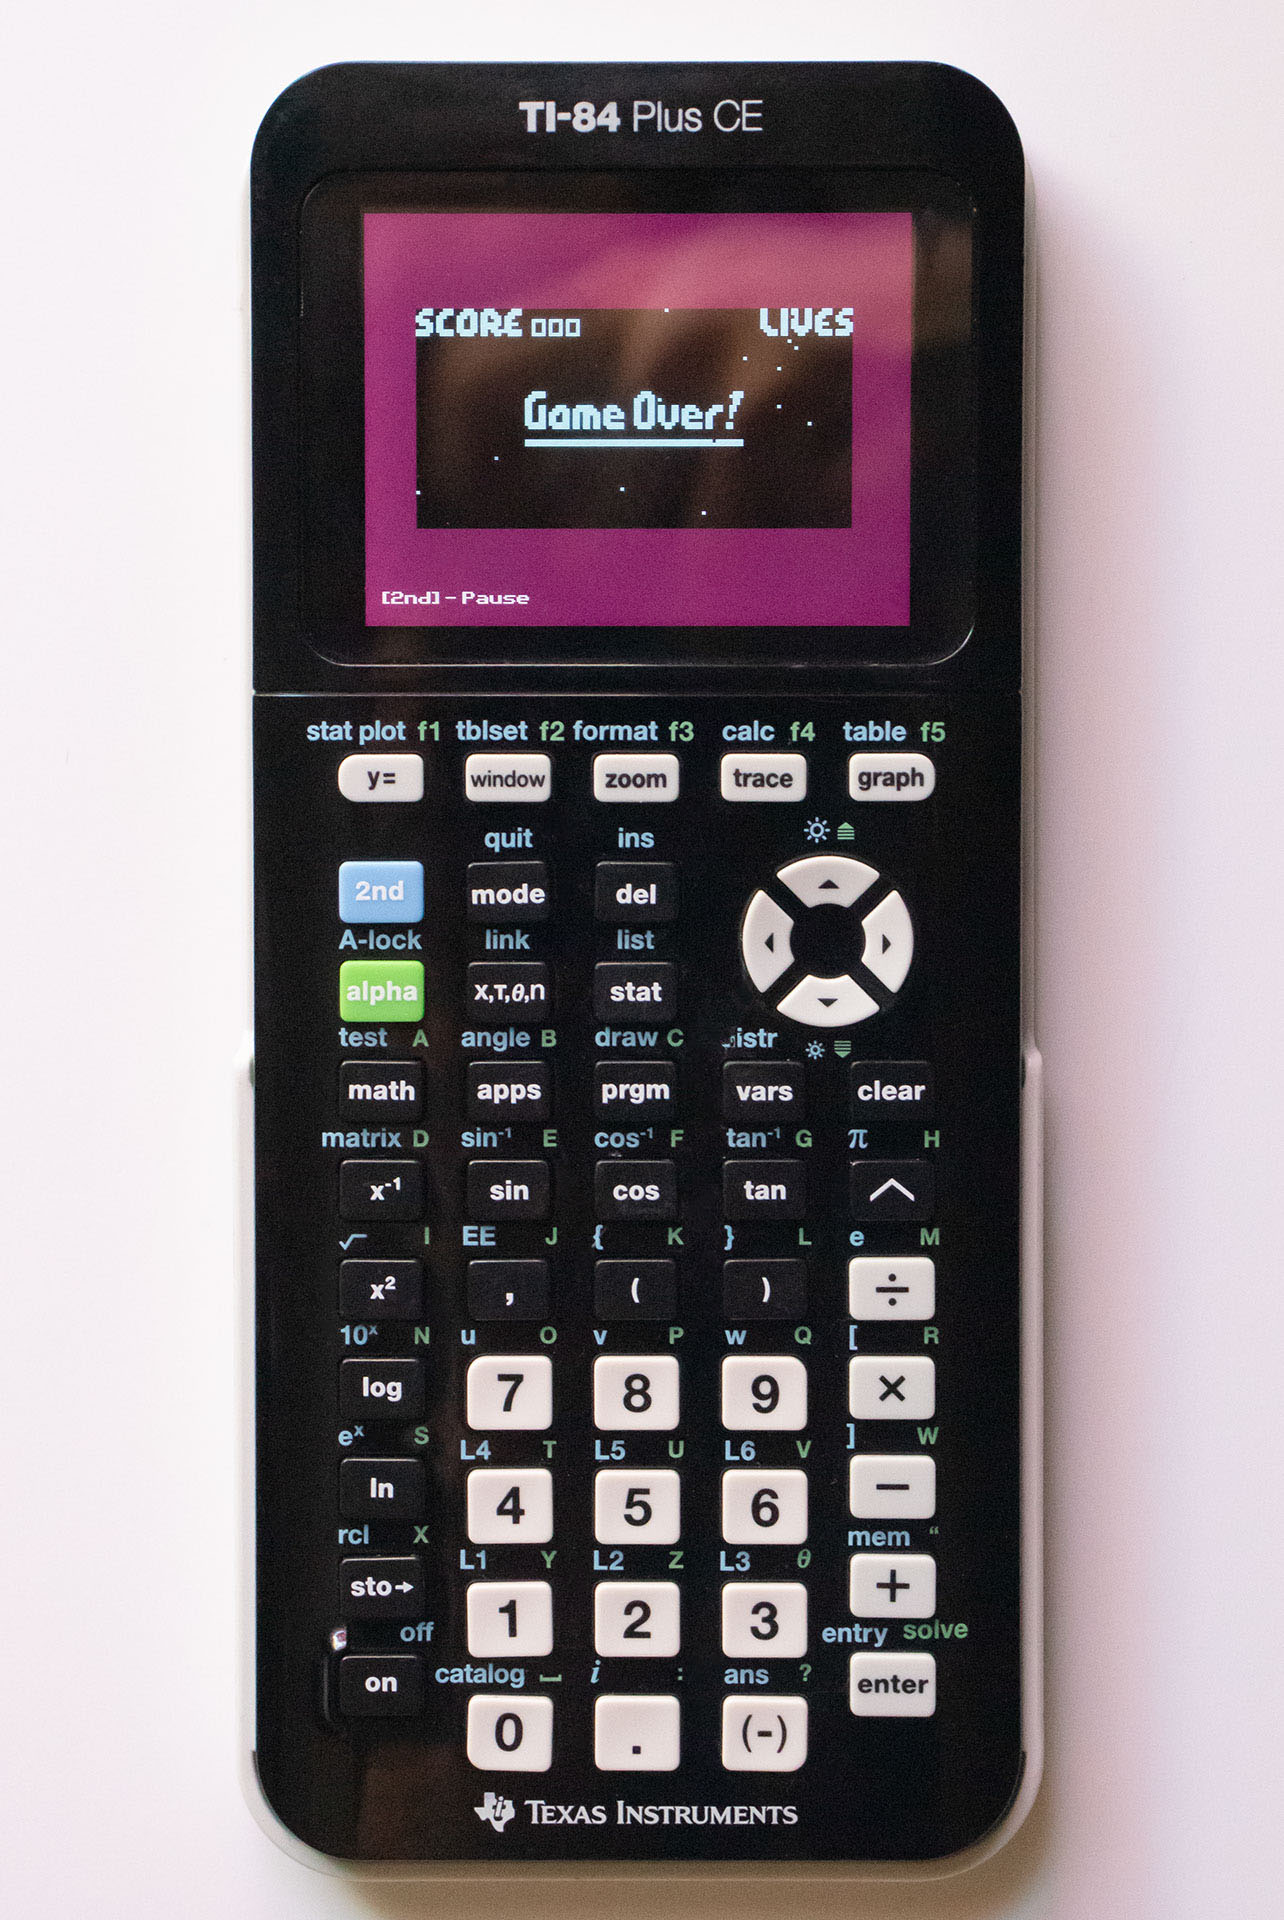 TI-84 Plus CE
SCORE 000 LIVES
Game Over!
[2nd] - Pause
stat plot f1 tblset f2 format f3 calc f4 table f5
y= window zoom trace graph
quit ins
2nd mode del
A-lock link list
alpha X,T,θ,n stat
test A angle B draw C distr
math apps prgm vars clear
matrix D sin⁻¹ E cos⁻¹ F tan⁻¹ G π H
x⁻¹ sin cos tan ^
√ I EE J { K } L e M
x² , ( ) ÷
10ˣ N u O v P w Q [ R
log 7 8 9 ×
eˣ S L4 T L5 U L6 V ] W
ln 4 5 6 −
rcl X L1 Y L2 Z L3 θ mem “
sto→ 1 2 3 +
off catalog ⎵ i : ans ? entry solve
on 0 . (-) enter
TEXAS INSTRUMENTS